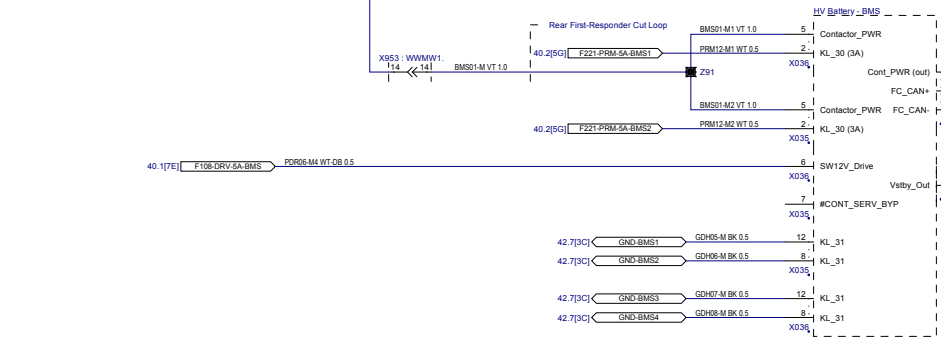 HV Battery - BMS
Rear First-Responder Cut Loop
BMS01-M1 VT 1.0
5
Contactor_PWR
40.2[5G]
F221-PRM-5A-BMS1
PRM12-M1 WT 0.5
2
KL_30 (3A)
X036
X953 : WWMW1.
14
14
BMS01-M VT 1.0
Z91
Cont_PWR (out)
FC_CAN+
BMS01-M2 VT 1.0
5
Contactor_PWR
FC_CAN-
40.2[5G]
F221-PRM-5A-BMS2
PRM12-M2 WT 0.5
2
KL_30 (3A)
X035
40.1[7E]
F108-DRV-5A-BMS
PDR06-M4 WT-DB 0.5
6
SW12V_Drive
X036
Vstby_Out
7
#CONT_SERV_BYP
X035
42.7[3C]
GND-BMS1
GDH05-M BK 0.5
12
KL_31
42.7[3C]
GND-BMS2
GDH06-M BK 0.5
8
KL_31
X035
42.7[3C]
GND-BMS3
GDH07-M BK 0.5
12
KL_31
42.7[3C]
GND-BMS4
GDH08-M BK 0.5
8
KL_31
X036